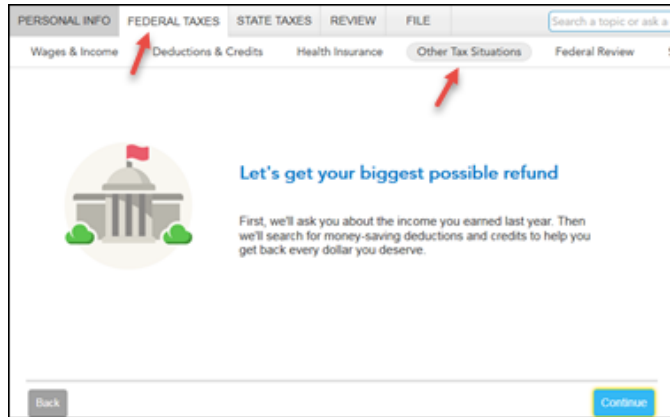 PERSONAL INFO FEDERAL TAXES STATE TAXES REVIEW FILE Search a topic or ask a
Wages & Income Deductions & Credits Health Insurance Other Tax Situations Federal Review
Let's get your biggest possible refund
First, we'll ask you about the income you earned last year. Then
we'll search for money-saving deductions and credits to help you
get back every dollar you deserve.
Back Continue